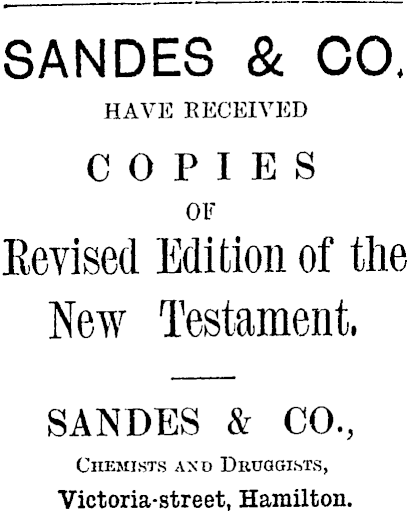 SANDES & CO.
HAVE RECEIVED
COPIES
OF
Revised Edition of the
New Testament.
SANDES & CO.,
CHEMISTS AND DRUGGISTS,
Victoria-street, Hamilton.